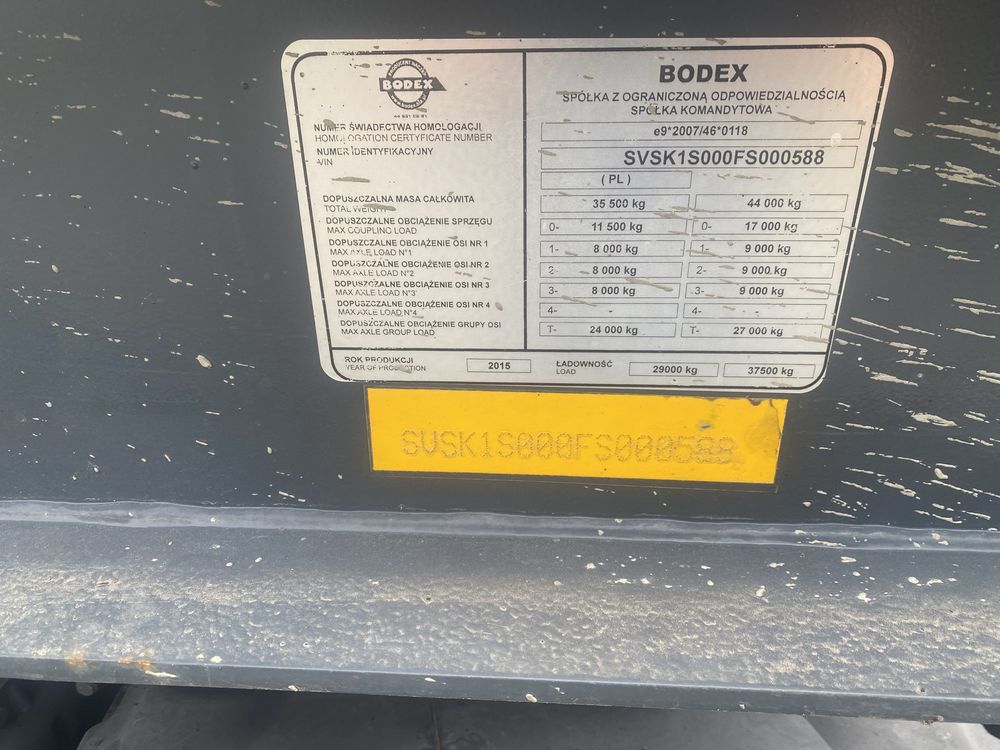 PRODUCENT NACZEP
BODEX
www.bodex.pl
BODEX
SPÓŁKA Z OGRANICZONĄ ODPOWIEDZIALNOŚCIĄ
SPÓŁKA KOMANDYTOWA
NUMER ŚWIADECTWA HOMOLOGACJI
HOMOLOGATION CERTIFICATE NUMBER
e9*2007/46*0118
NUMER IDENTYFIKACYJNY
VIN
SVSK1S000FS000588
( PL )
DOPUSZCZALNA MASA CAŁKOWITA
TOTAL WEIGHT
35 500 kg 44 000 kg
DOPUSZCZALNE OBCIĄŻENIE SPRZĘGU
MAX COUPLING LOAD
0- 11 500 kg 0- 17 000 kg
DOPUSZCZALNE OBCIĄŻENIE OSI NR 1
MAX AXLE LOAD N°1
1- 8 000 kg 1- 9 000 kg
DOPUSZCZALNE OBCIĄŻENIE OSI NR 2
MAX AXLE LOAD N°2
2- 8 000 kg 2- 9 000 kg
DOPUSZCZALNE OBCIĄŻENIE OSI NR 3
MAX AXLE LOAD N°3
3- 8 000 kg 3- 9 000 kg
DOPUSZCZALNE OBCIĄŻENIE OSI NR 4
MAX AXLE LOAD N°4
4- - 4- -
DOPUSZCZALNE OBCIĄŻENIE GRUPY OSI
MAX AXLE GROUP LOAD
T- 24 000 kg T- 27 000 kg
ROK PRODUKCJI
YEAR OF PRODUCTION
2015
ŁADOWNOŚĆ
LOAD
29000 kg 37500 kg
SVSK1S000FS000588